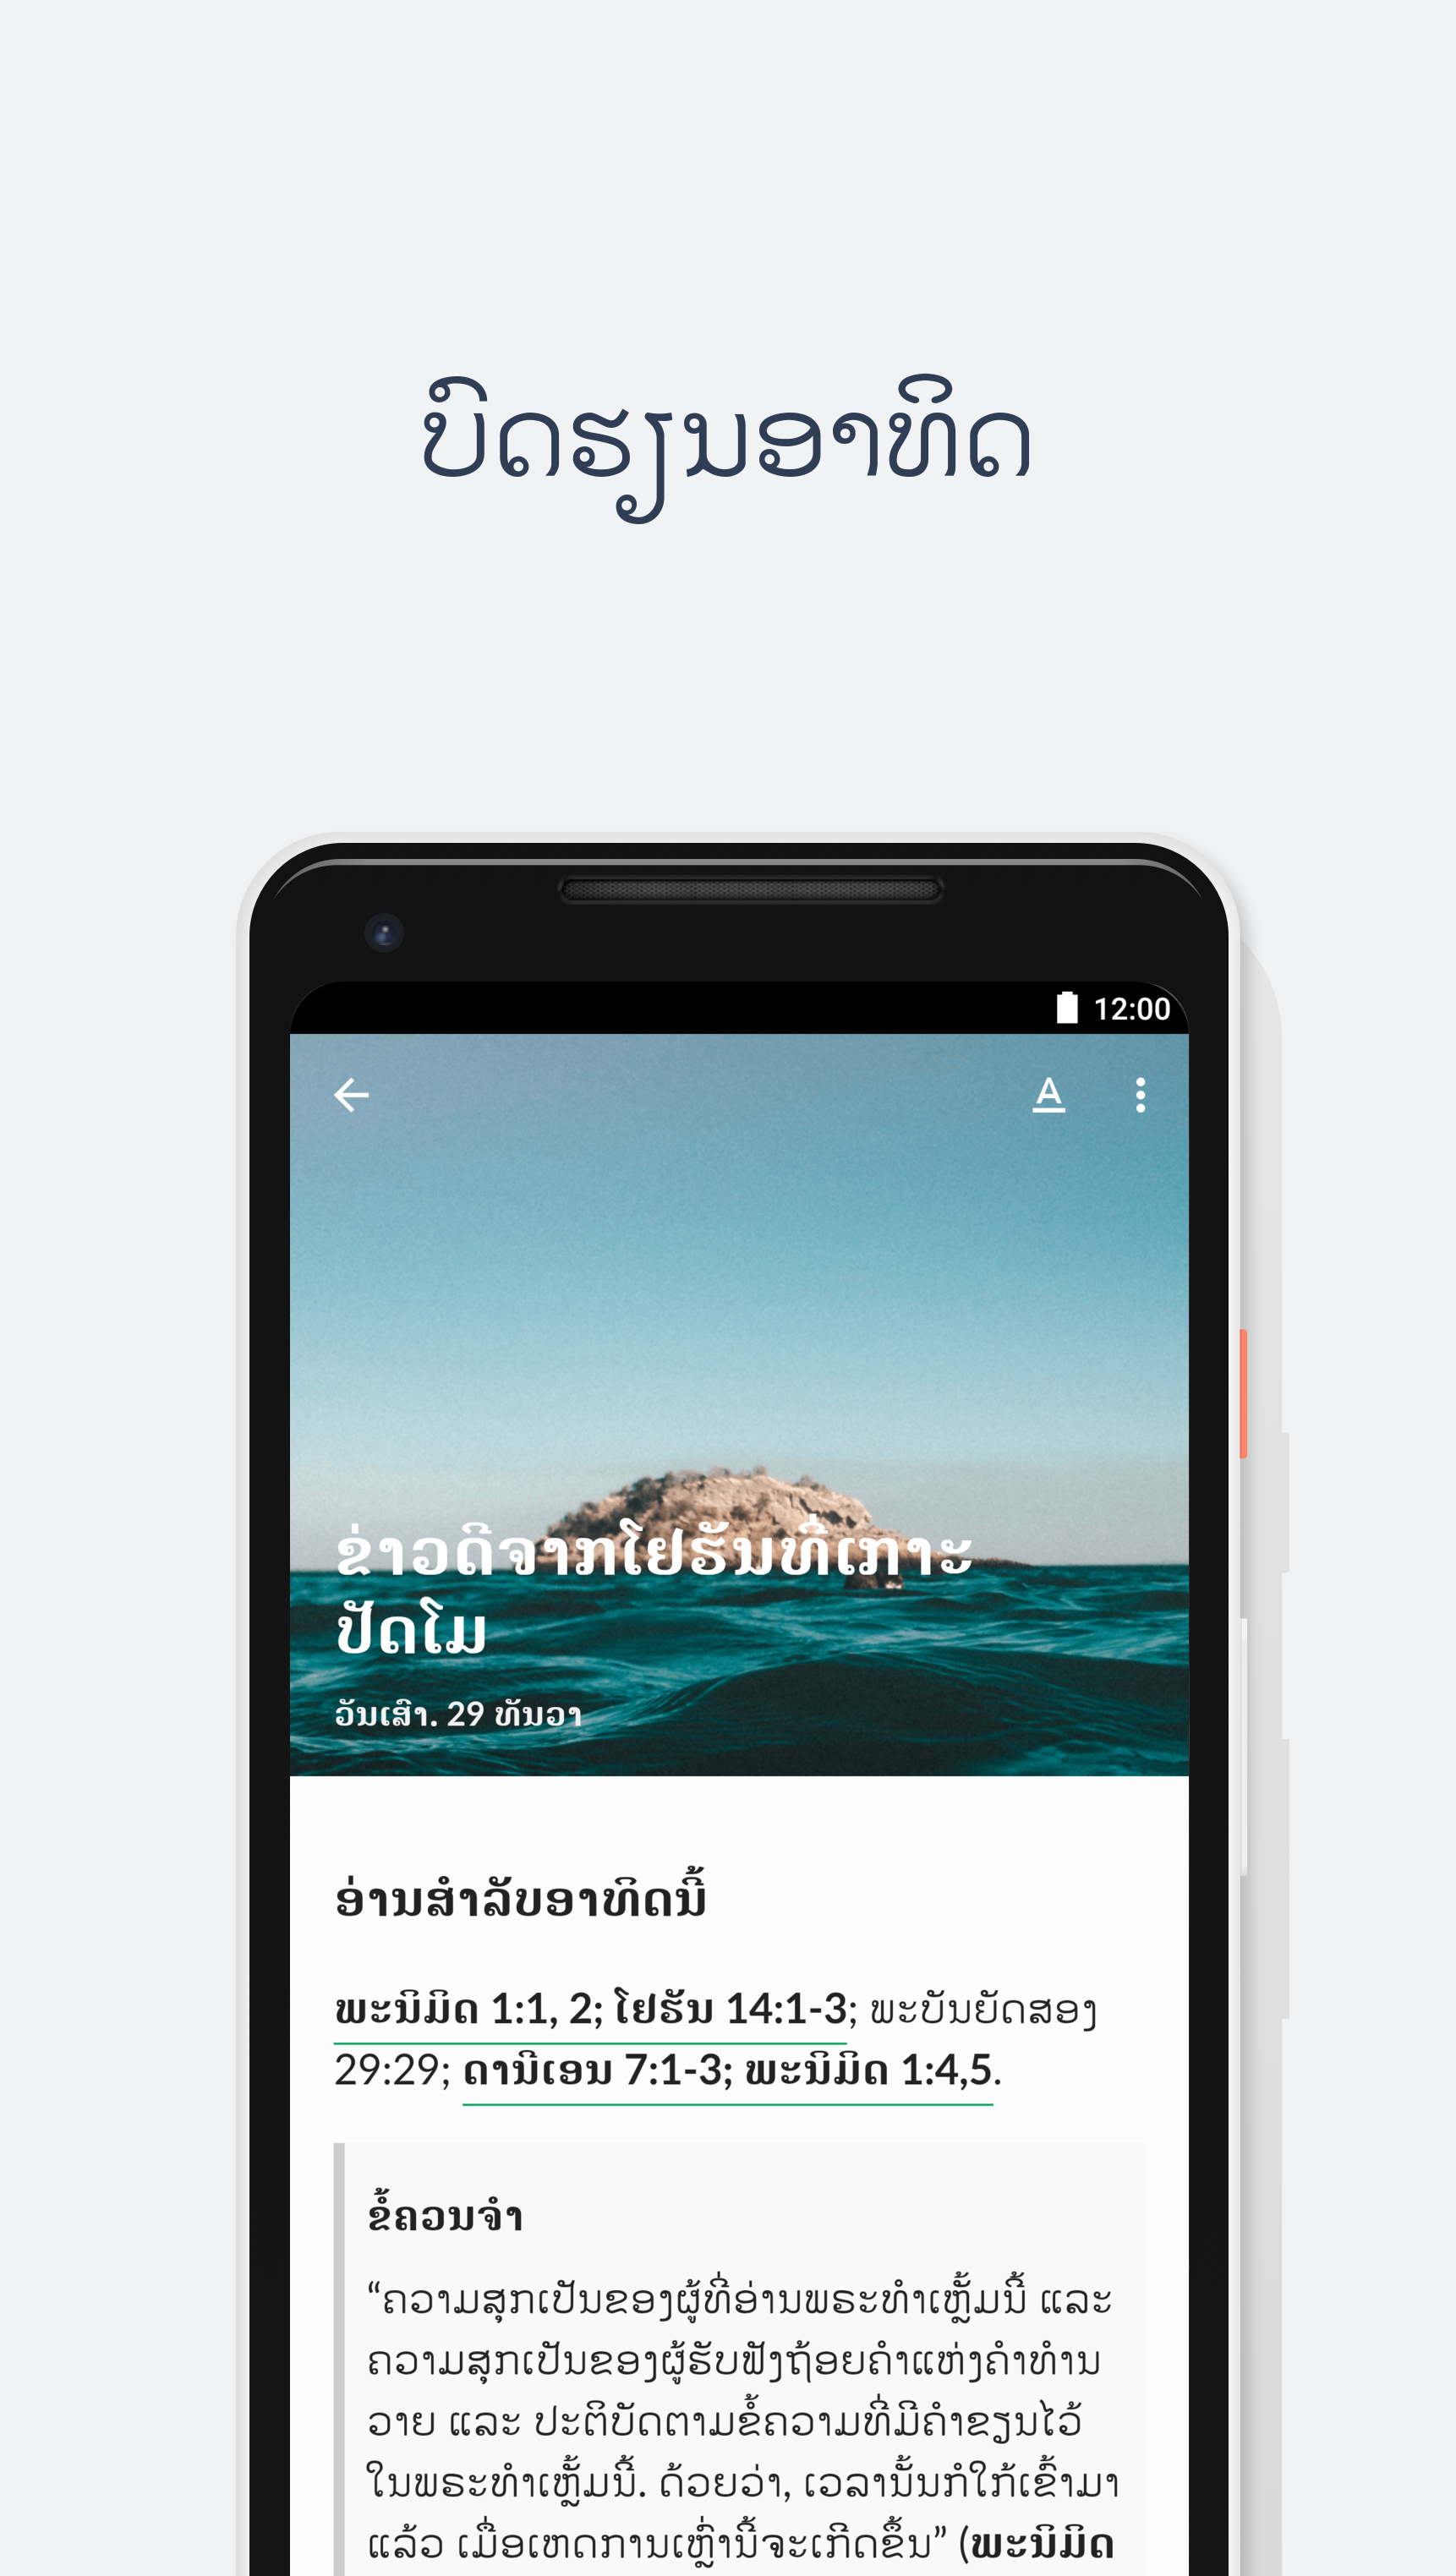 ບົດຮຽນອາທິດ
12:00
A
ຂ່າວດີຈາກໂຢຮັນທີ່ເກາະ
ປັດໂມ
ວັນເສົາ. 29 ທັນວາ
ອ່ານສຳລັບອາທິດນີ້
ພະນິມິດ 1:1, 2; ໂຢຮັນ 14:1-3; ພະບັນຍັດສອງ
29:29; ດານີເອນ 7:1-3; ພະນິມິດ 1:4,5.
ຂໍ້ຄວນຈຳ
“ຄວາມສຸກເປັນຂອງຜູ້ທີ່ອ່ານພຣະທຳເຫຼັ້ມນີ້ ແລະ
ຄວາມສຸກເປັນຂອງຜູ້ຮັບຟັງຖ້ອຍຄຳແຫ່ງຄຳທຳນ
ວາຍ ແລະ ປະຕິບັດຕາມຂໍ້ຄວາມທີ່ມີຄຳຂຽນໄວ້
ໃນພຣະທຳເຫຼັ້ມນີ້. ດ້ວຍວ່າ, ເວລານັ້ນກໍໃກ້ເຂົ້າມາ
ແລ້ວ ເມື່ອເຫດການເຫຼົ່ານີ້ຈະເກີດຂຶ້ນ” (ພະນິມິດ